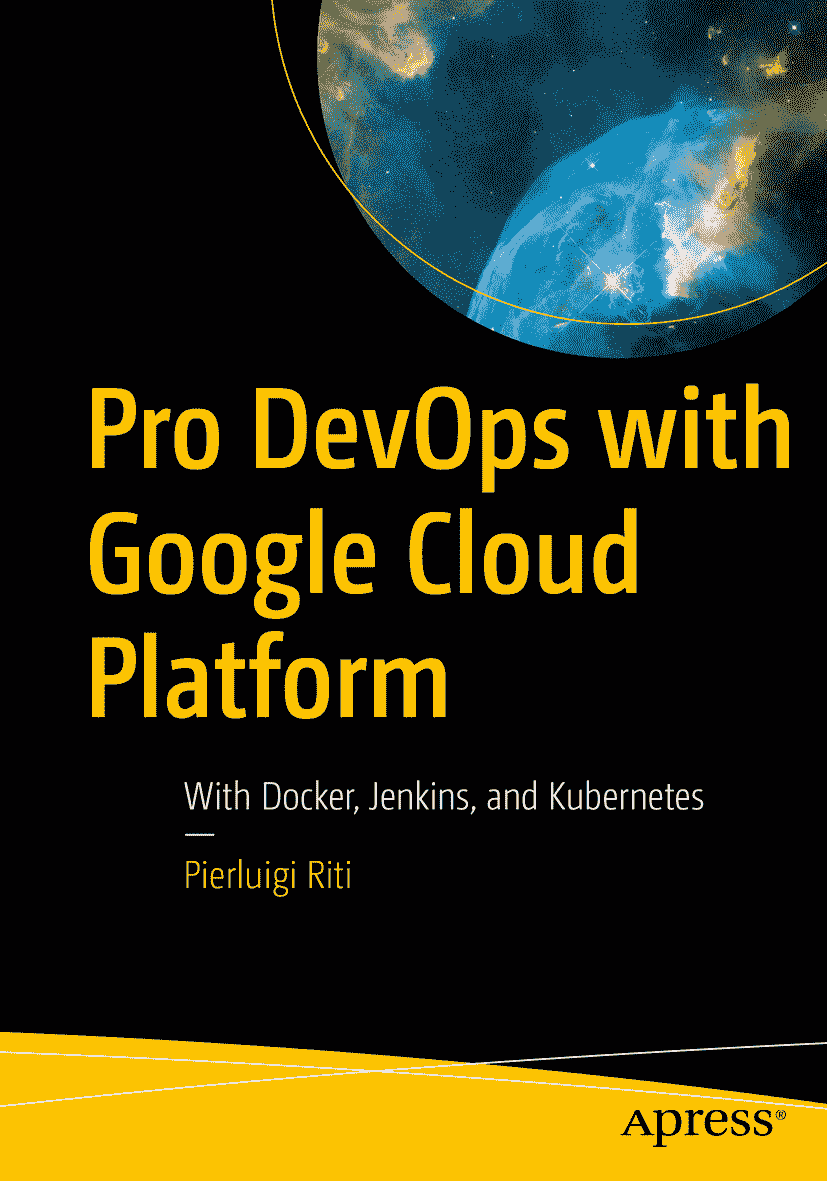 Pro DevOps with
Google Cloud
Platform
With Docker, Jenkins, and Kubernetes
Pierluigi Riti
Apress®